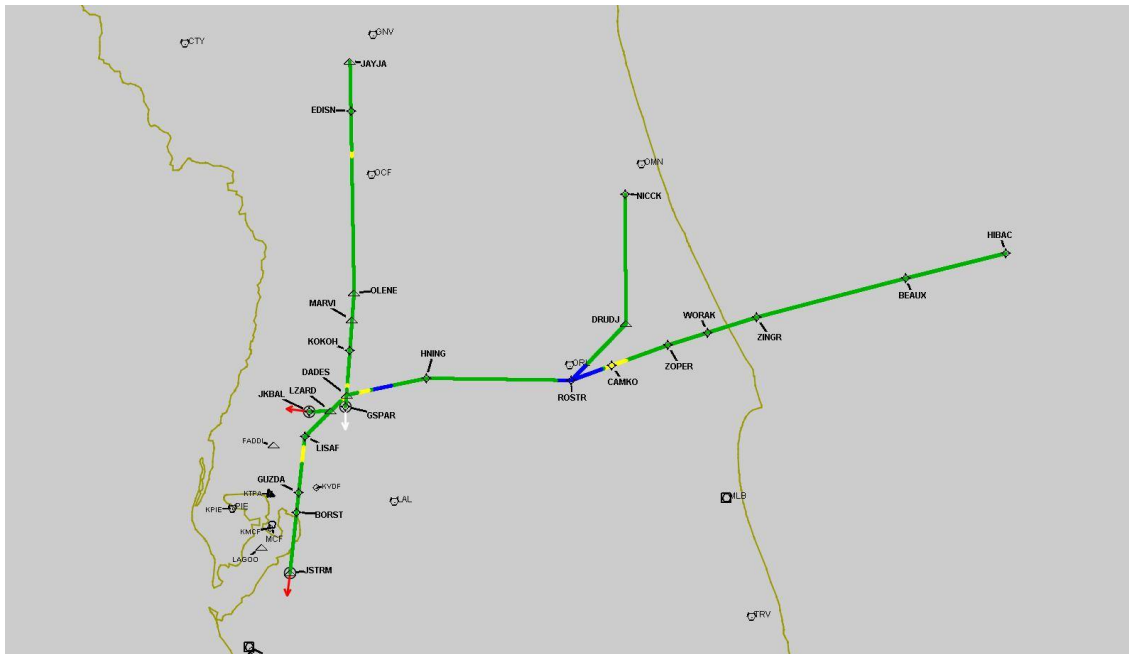 GNV
CTY
JAYJA
EDISN
OMN
OCF
NICCK
HIBAC
BEAUX
OLENE
MARVI
WORAK
DRUDJ
ZINGR
KOKOH
HNING
ZOPER
CAMKO
DADES
LZARD
JKBAL
ROSTR
GSPAR
FADDI
LISAF
GUZDA
KVDF
KTPA
LAL
MLB
KPIE
PIE
BORST
KMCF
MCF
LAGOO
JSTRM
TRV